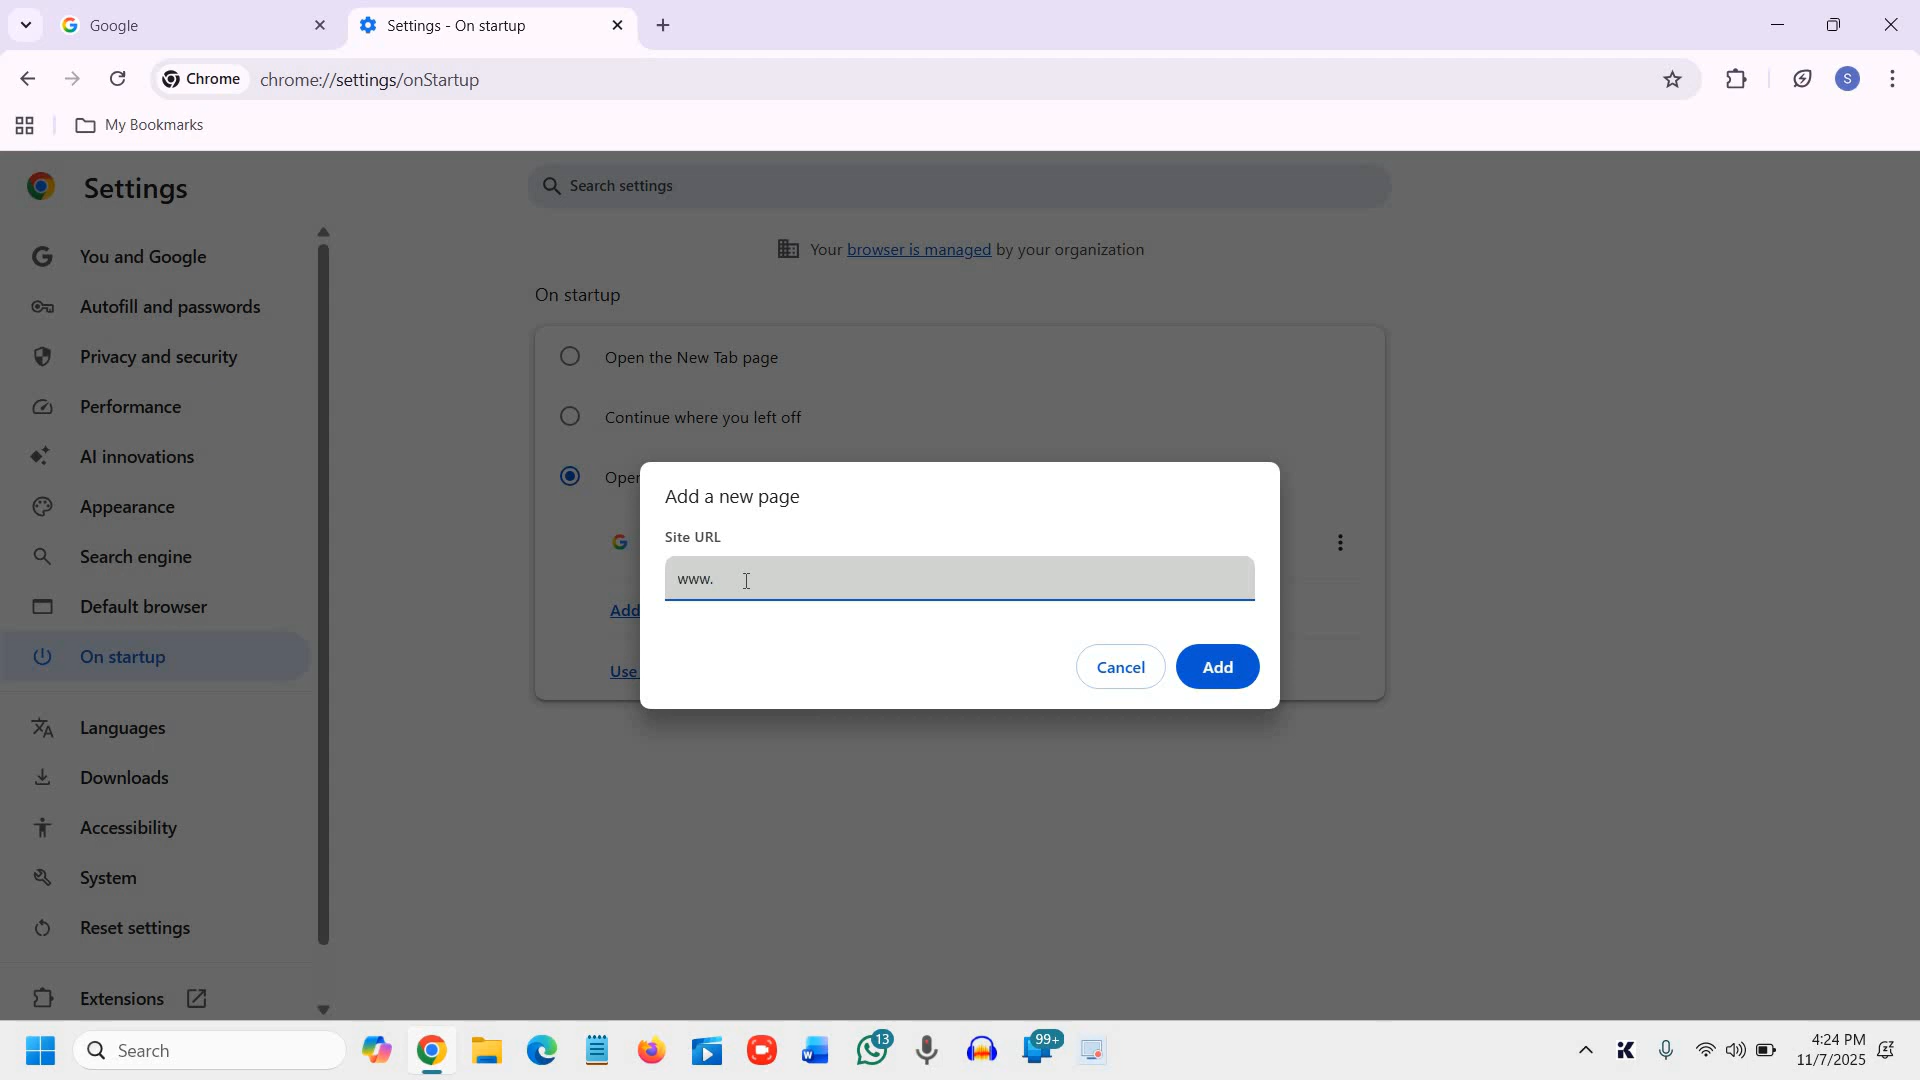 Google
Settings - On startup
Chrome
chrome://settings/onStartup
S
My Bookmarks
Settings
Search settings
You and Google
Autofill and passwords
Privacy and security
Performance
AI innovations
Appearance
Search engine
Default browser
On startup
Languages
Downloads
Accessibility
System
Reset settings
Extensions
Your browser is managed by your organization
On startup
Open the New Tab page
Continue where you left off
Open
Add
Use
Add a new page
Site URL
www.
Cancel
Add
Search
13
99+
4:24 PM
11/7/2025